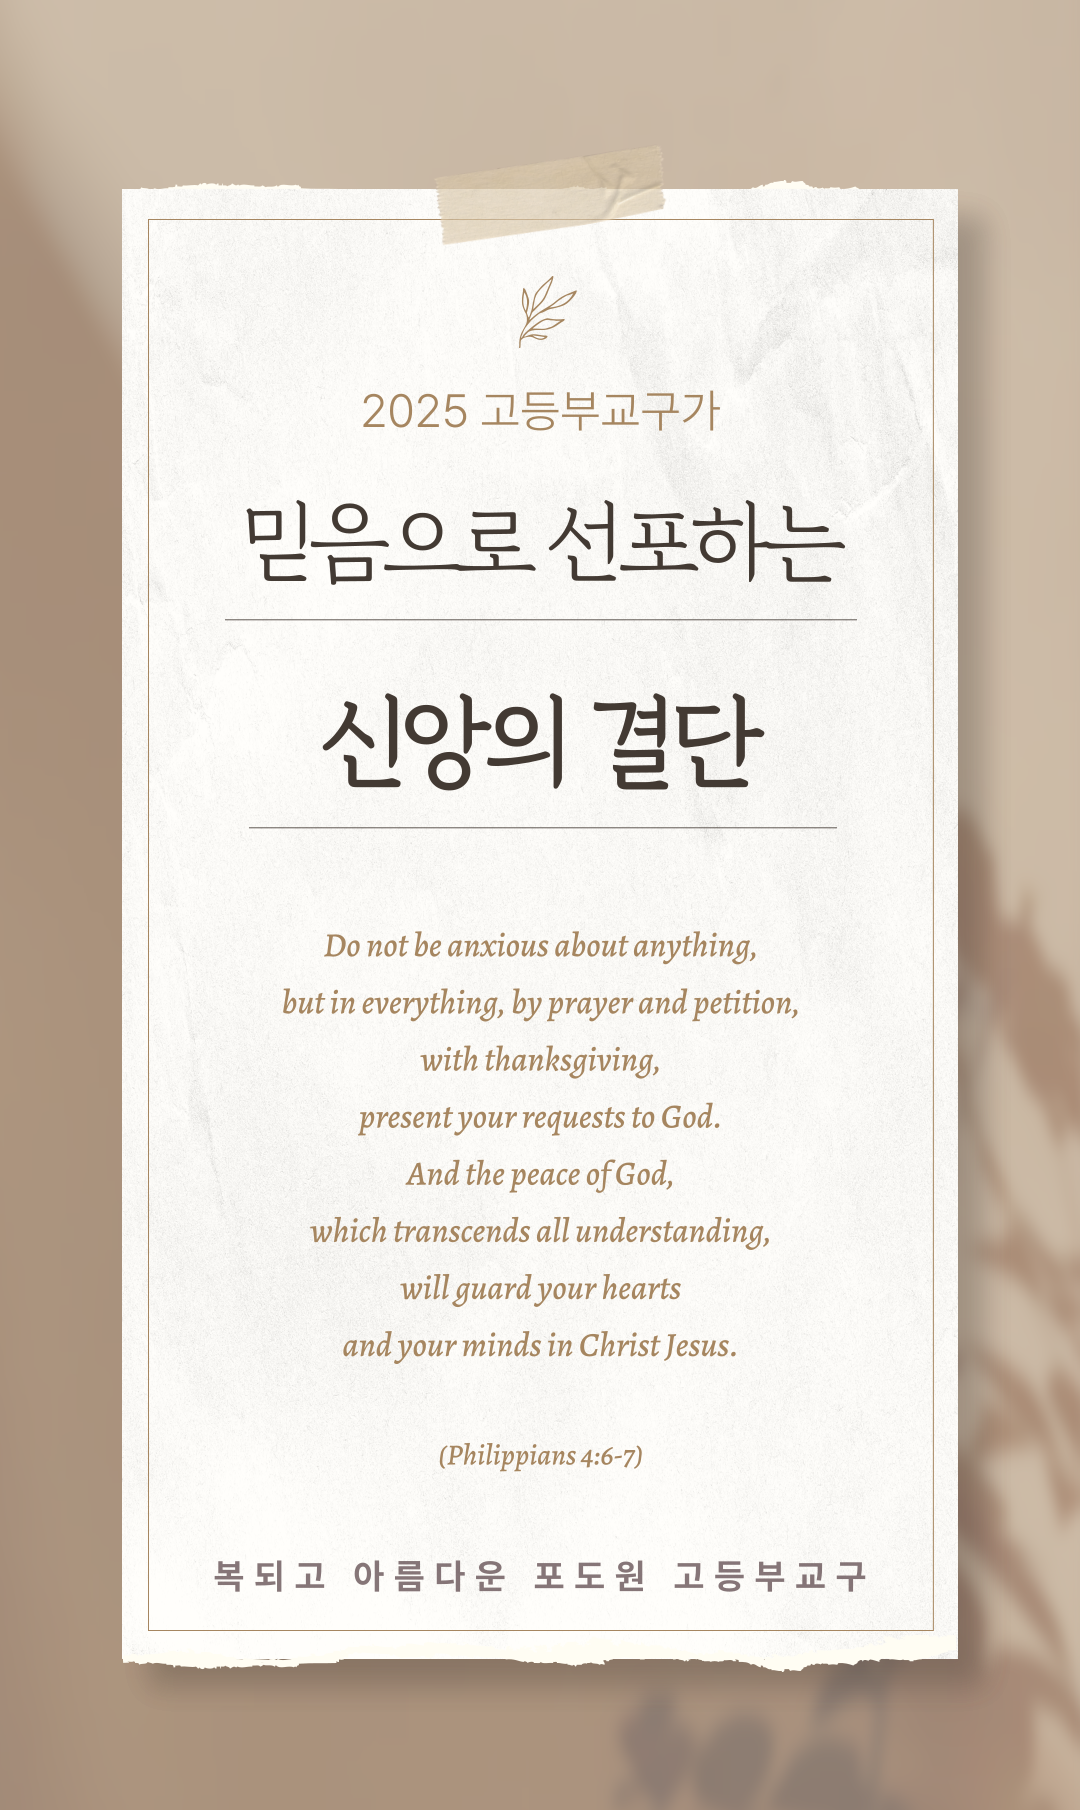 2025 고등부교구가
믿음으로 선포하는
신앙의 결단
Do not be anxious about anything,
but in everything, by prayer and petition,
with thanksgiving,
present your requests to God.
And the peace of God,
which transcends all understanding,
will guard your hearts
and your minds in Christ Jesus.
(Philippians 4:6-7)
복되고 아름다운 포도원 고등부교구